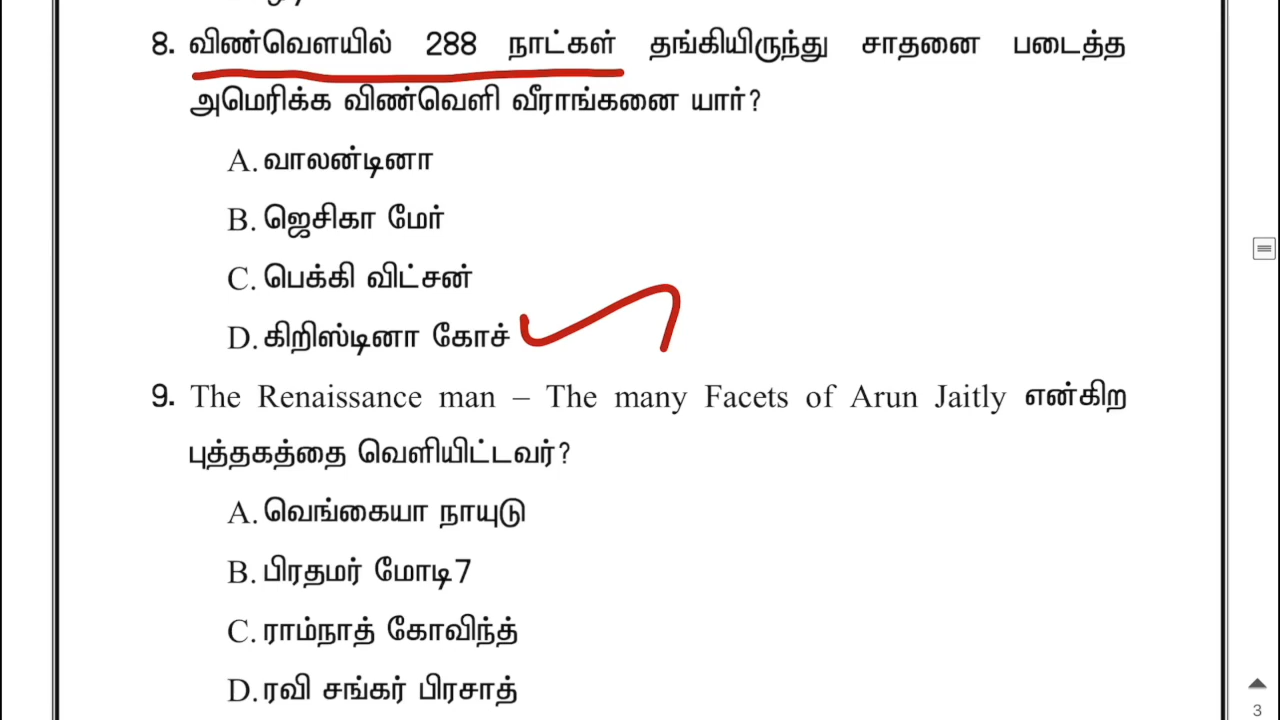 8. விண்வெளயில் 288 நாட்கள் தங்கியிருந்து சாதனை படைத்த
அமெரிக்க விண்வெளி வீராங்கனை யார்?
A. வாலன்டினா
B. ஜெசிகா மேர்
C. பெக்கி விட்சன்
D. கிறிஸ்டினா கோச்
9. The Renaissance man – The many Facets of Arun Jaitly என்கிற
புத்தகத்தை வெளியிட்டவர்?
A. வெங்கையா நாயுடு
B. பிரதமர் மோடி7
C. ராம்நாத் கோவிந்த்
D. ரவி சங்கர் பிரசாத்
3